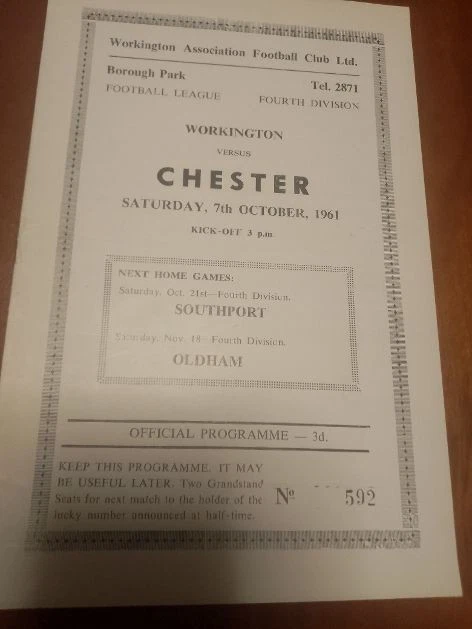 Workington Association Football Club Ltd.
Borough Park
Tel. 2871
FOOTBALL LEAGUE
FOURTH DIVISION
WORKINGTON
VERSUS
CHESTER
SATURDAY, 7th OCTOBER, 1961
KICK-OFF 3 p.m.
NEXT HOME GAMES:
Saturday, Oct. 21st—Fourth Division.
SOUTHPORT
Saturday, Nov. 18—Fourth Division.
OLDHAM
OFFICIAL PROGRAMME — 3d.
KEEP THIS PROGRAMME. IT MAY
BE USEFUL LATER. Two Grandstand
Seats for next match to the holder of the
lucky number announced at half-time.
Nº 592